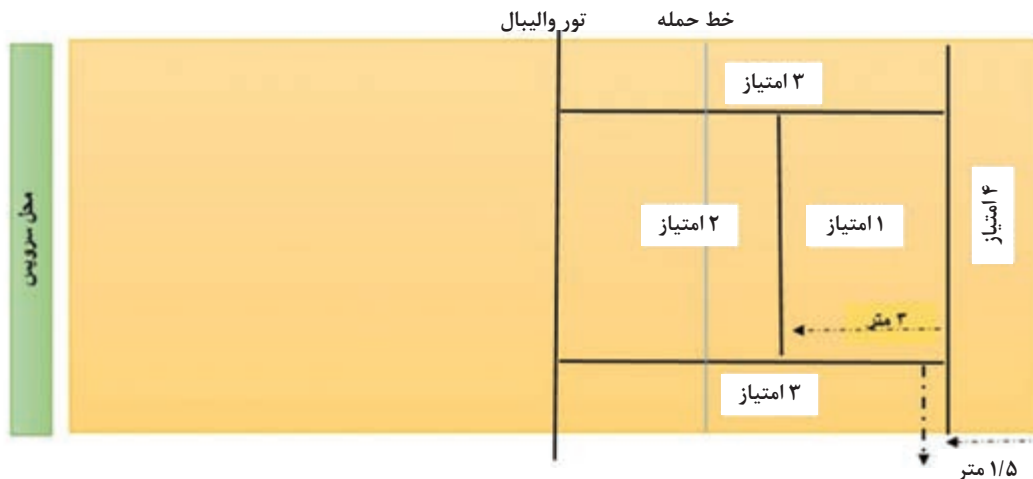 تور والیبال
خط حمله
۳ امتیاز
۴ امتیاز
۱ امتیاز
۲ امتیاز
محل سرویس
۳ متر
۳ امتیاز
۱/۵ متر